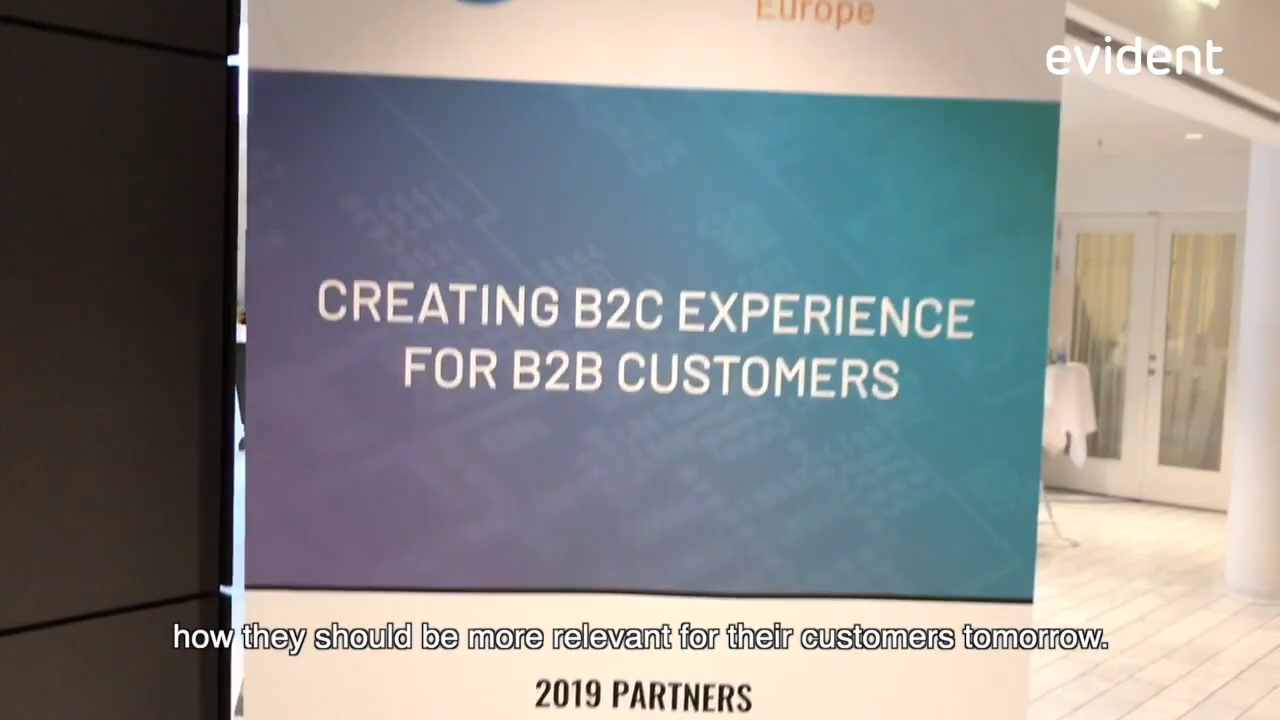 Europe
evident
CREATING B2C EXPERIENCE
FOR B2B CUSTOMERS
how they should be more relevant for their customers tomorrow.
2019 PARTNERS